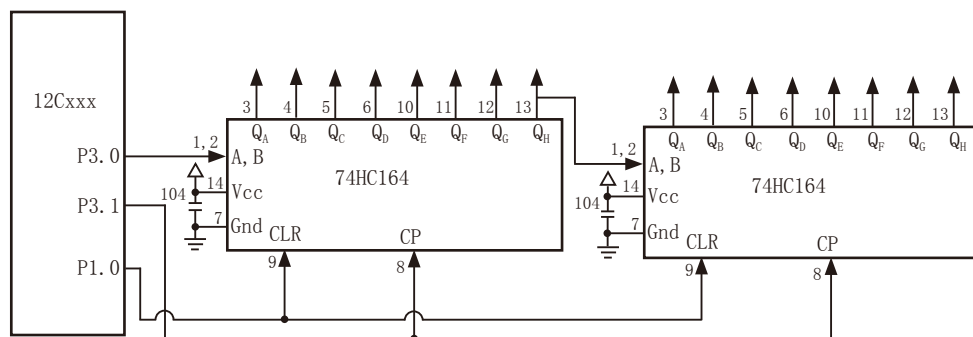 12Cxxx
P3.0
P3.1
P1.0
3 4 5 6 10 11 12 13
QA QB QC QD QE QF QG QH
1,2
A,B
74HC164
14
Vcc
104
7
Gnd
CLR
CP
9
8
3 4 5 6 10 11 12 13
QA QB QC QD QE QF QG QH
1,2
A,B
74HC164
14
Vcc
104
7
Gnd
CLR
CP
9
8